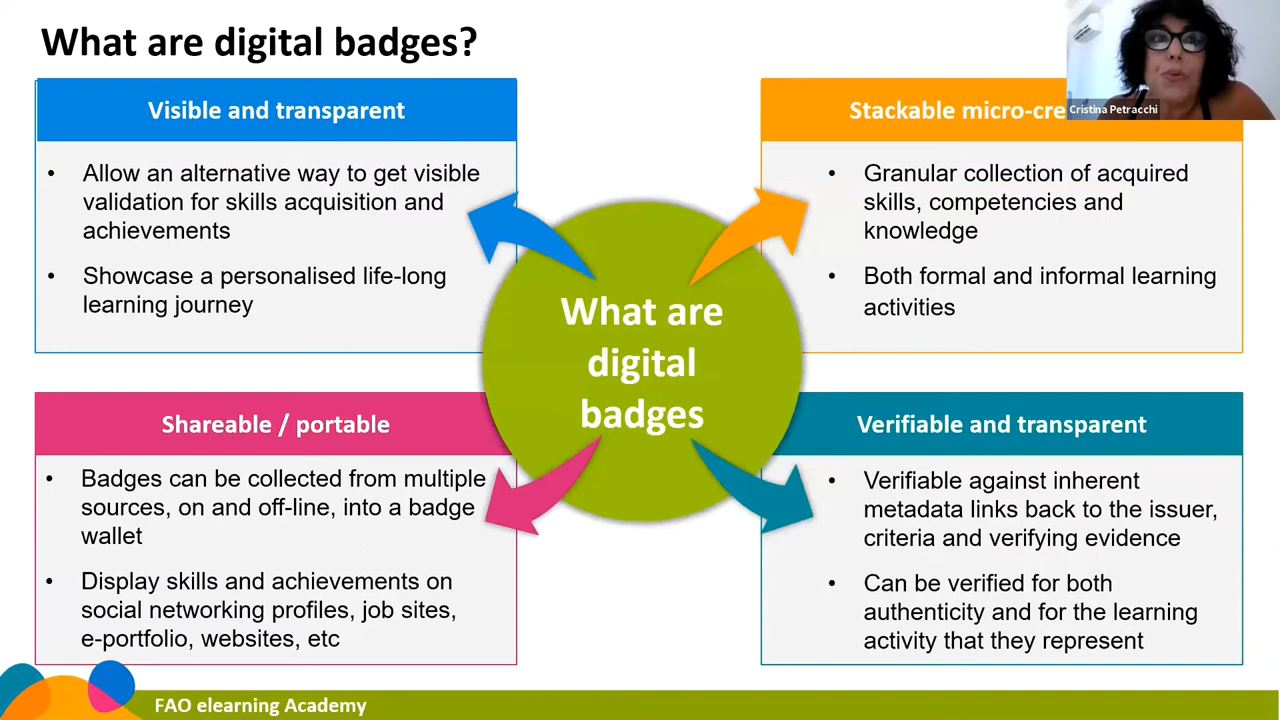 What are digital badges?
Visible and transparent
• Allow an alternative way to get visible
validation for skills acquisition and
achievements
• Showcase a personalised life-long
learning journey
Stackable micro-cre
• Granular collection of acquired
skills, competencies and
knowledge
• Both formal and informal learning
activities
Cristina Petracchi
What are
digital
badges
Shareable / portable
• Badges can be collected from multiple
sources, on and off-line, into a badge
wallet
• Display skills and achievements on
social networking profiles, job sites,
e-portfolio, websites, etc
Verifiable and transparent
• Verifiable against inherent
metadata links back to the issuer,
criteria and verifying evidence
• Can be verified for both
authenticity and for the learning
activity that they represent
FAO elearning Academy